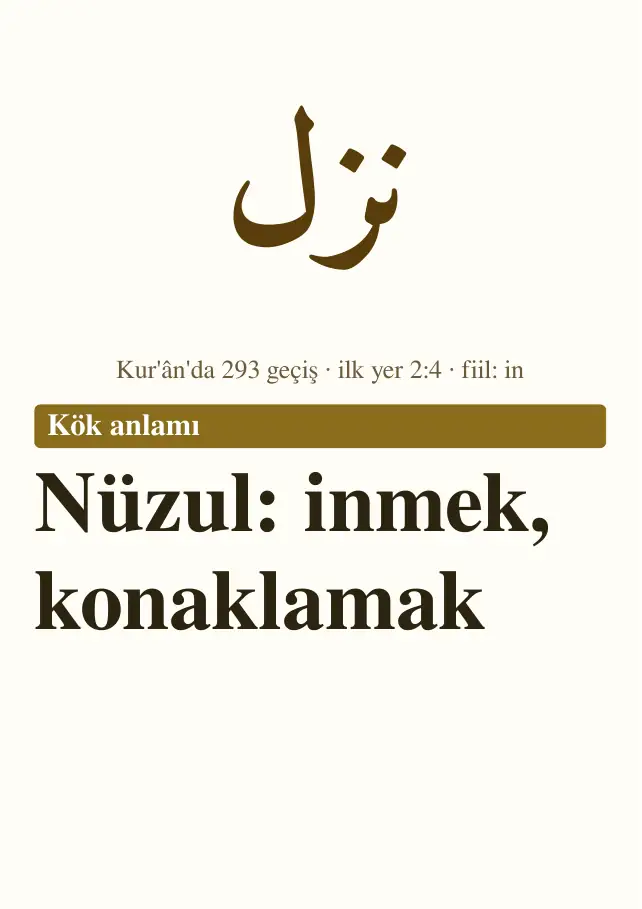 نزل
Kur'ân'da 293 geçiş · ilk yer 2:4 · fiil: in
Kök anlamı
Nüzul: inmek,
konaklamak